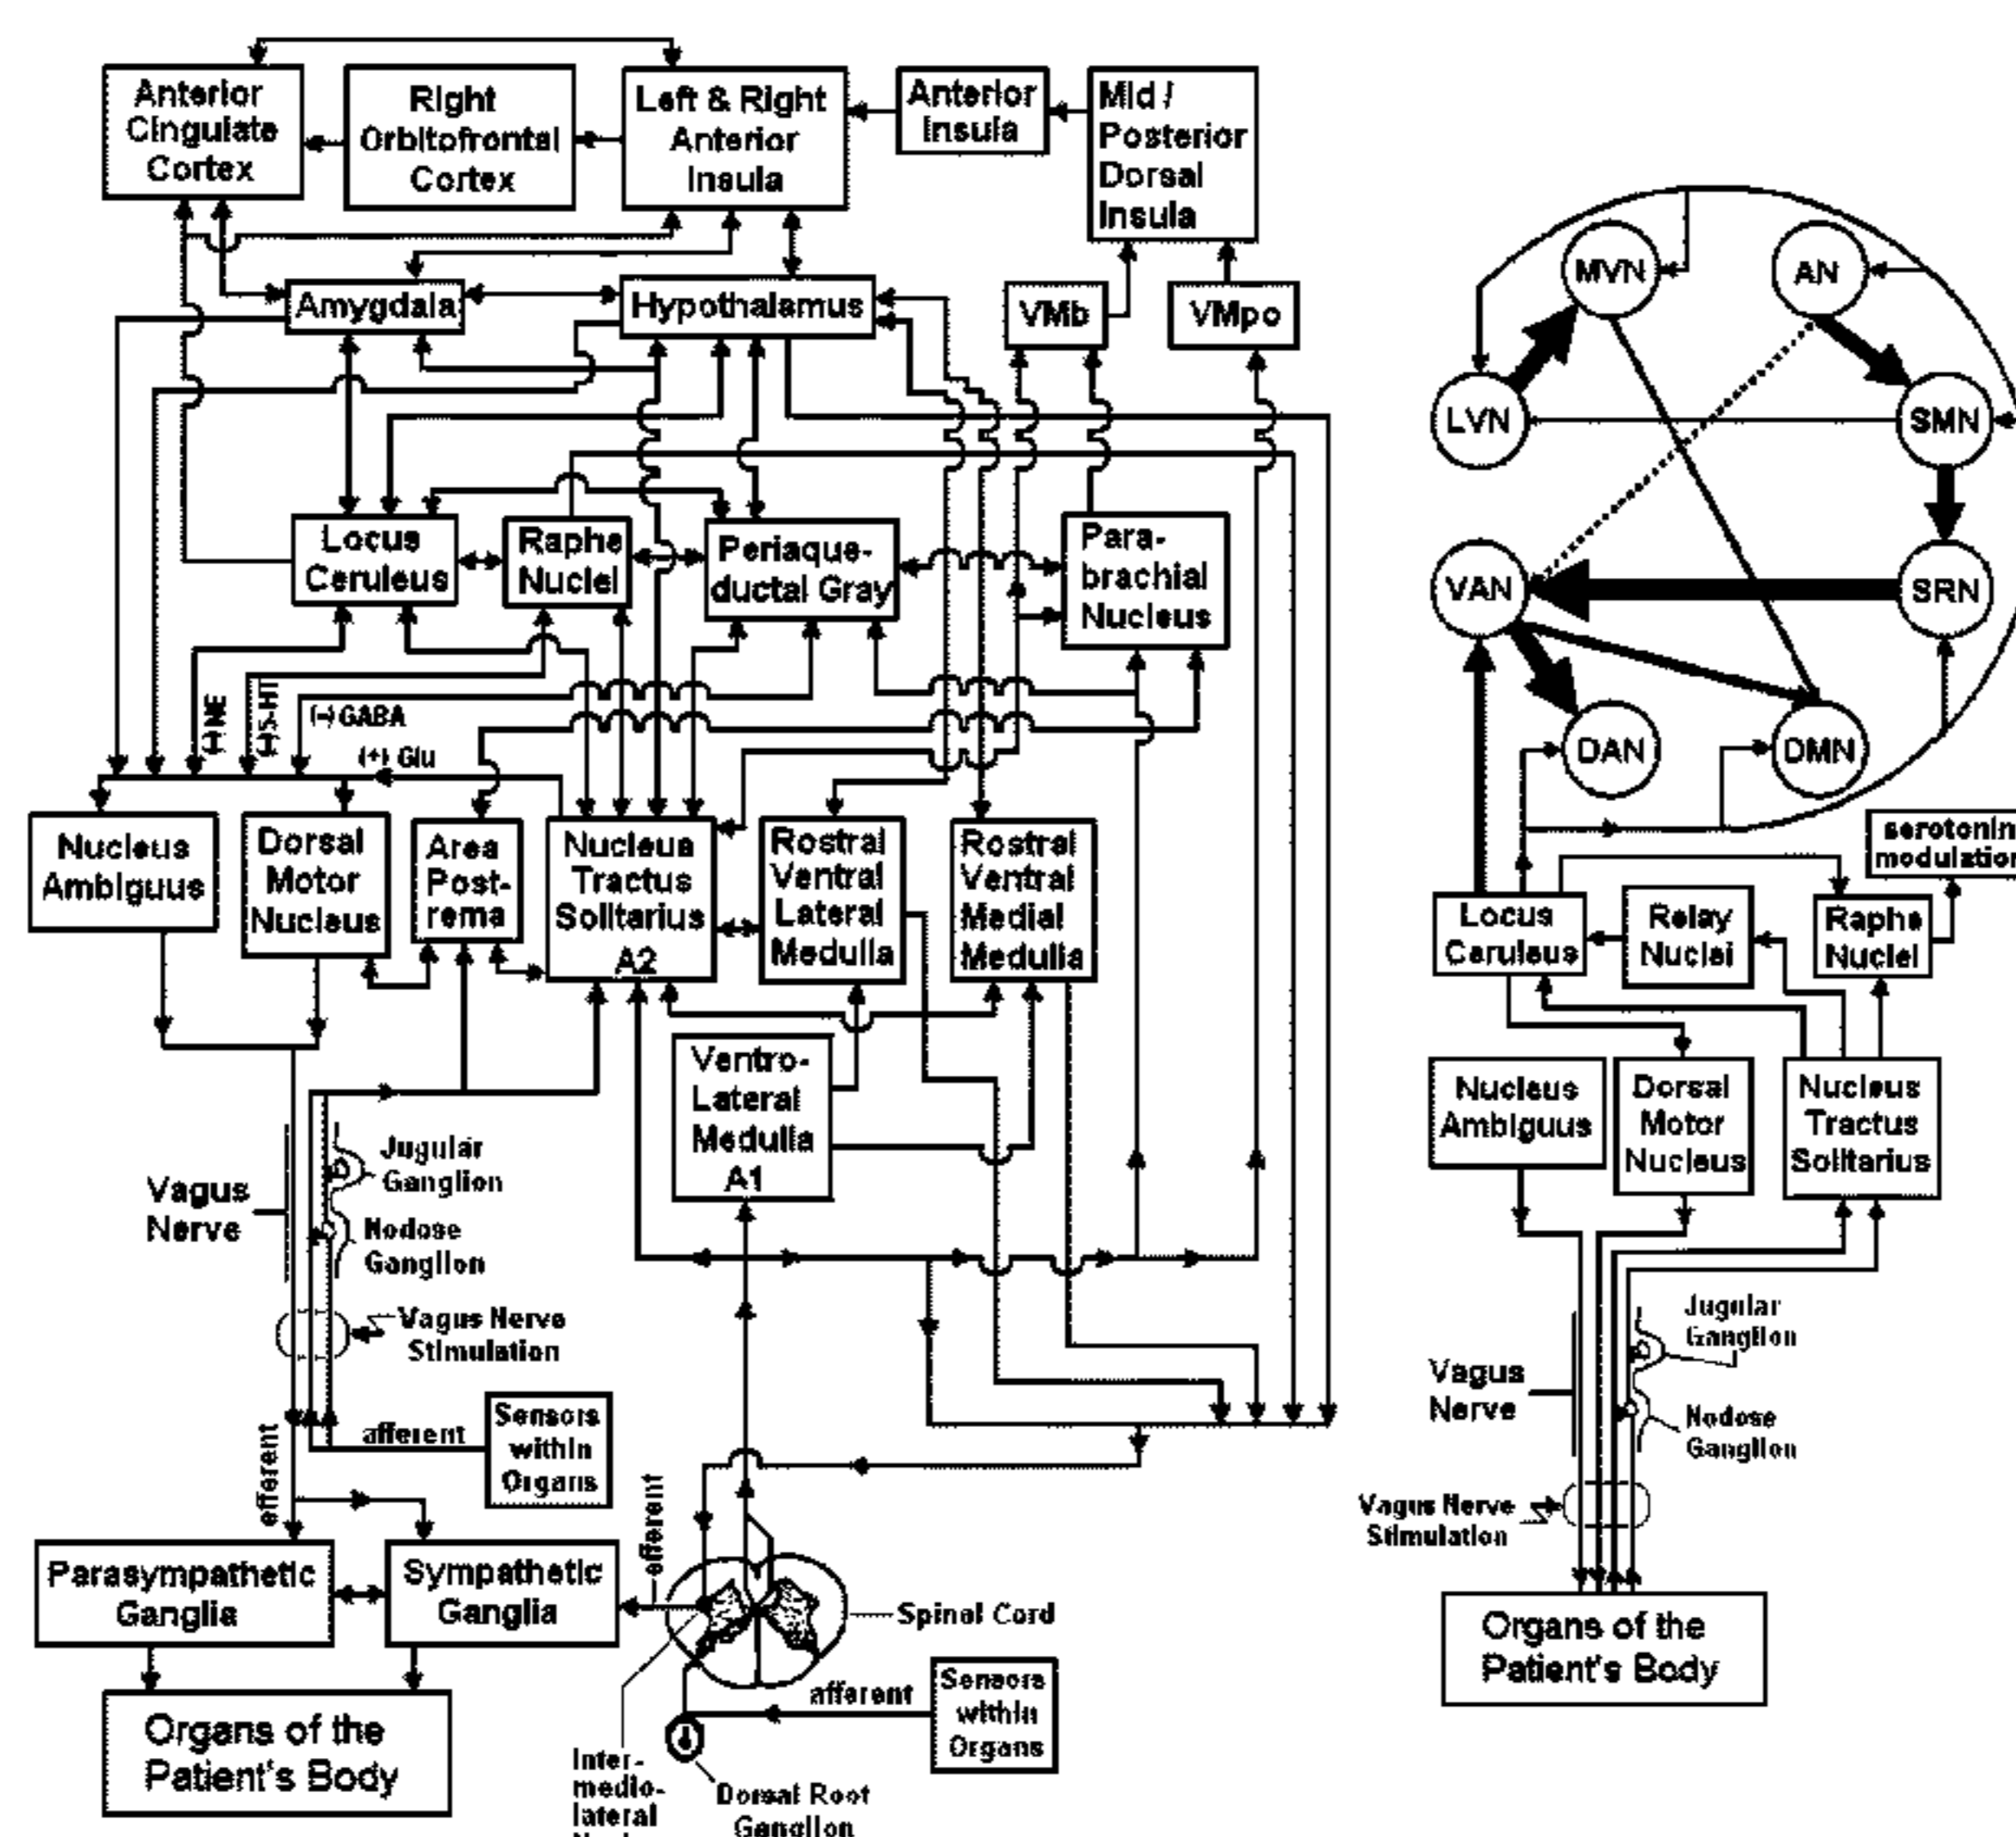 Anterior
Cingulate
Cortex
Right
Orbitofrontal
Cortex
Left & Right
Anterior
Insula
Anterior
Insula
Mid /
Posterior
Dorsal
Insula
Amygdala
Hypothalamus
VMb
VMpo
Locus
Ceruleus
Raphe
Nuclei
Periaque-
ductal Gray
Para-
brachial
Nucleus
(-) NE
(-) 5-HT
(-) GABA
(+) Glu
Nucleus
Ambiguus
Dorsal
Motor
Nucleus
Area
Post-
rema
Nucleus
Tractus
Solitarius
A2
Rostral
Ventral
Lateral
Medulla
Rostral
Ventral
Medial
Medulla
Ventro-
Lateral
Medulla
A1
Jugular
Ganglion
Vagus
Nerve
Nodose
Ganglion
Vagus Nerve
Stimulation
efferent
afferent
Sensors
within
Organs
Parasympathetic
Ganglia
Sympathetic
Ganglia
efferent
Spinal Cord
afferent
Sensors
within
Organs
Organs of the
Patient's Body
Inter-
medio-
lateral
Dorsal Root
Ganglion
MVN
AN
LVN
SMN
VAN
SRN
DAN
DMN
serotonin
modulation
Locus
Ceruleus
Relay
Nuclei
Raphe
Nuclei
Nucleus
Ambiguus
Dorsal
Motor
Nucleus
Nucleus
Tractus
Solitarius
Jugular
Ganglion
Vagus
Nerve
Nodose
Ganglion
Vagus Nerve
Stimulation
Organs of the
Patient's Body